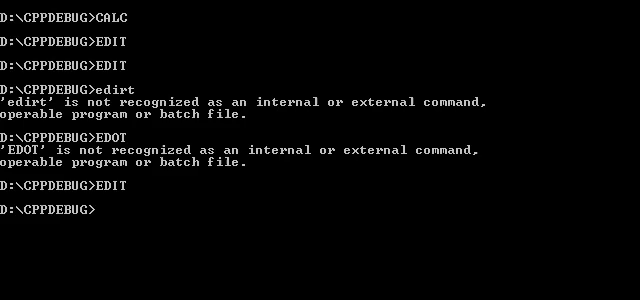 D:\CPPDEBUG>CALC
D:\CPPDEBUG>EDIT
D:\CPPDEBUG>EDIT
D:\CPPDEBUG>edirt
'edirt' is not recognized as an internal or external command,
operable program or batch file.
D:\CPPDEBUG>EDOT
'EDOT' is not recognized as an internal or external command,
operable program or batch file.
D:\CPPDEBUG>EDIT
D:\CPPDEBUG>